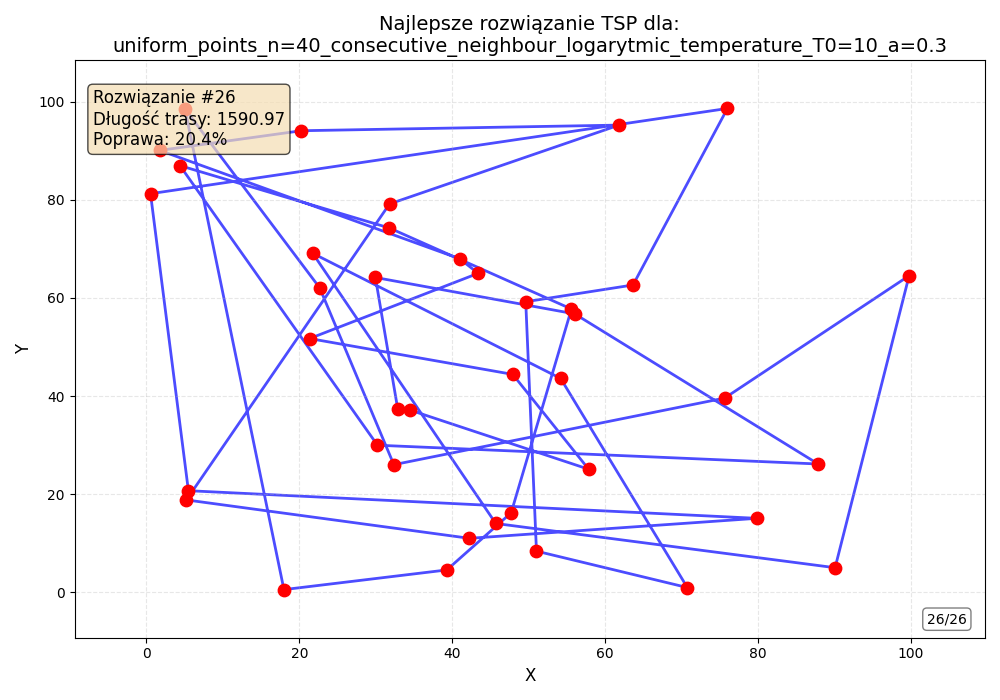 Najlepsze rozwiązanie TSP dla:
uniform_points_n=40_consecutive_neighbour_logarytmic_temperature_T0=10_a=0.3
Rozwiązanie #26
Długość trasy: 1590.97
Poprawa: 20.4%
100
80
60
40
20
0
Y
0 20 40 60 80 100
X
26/26